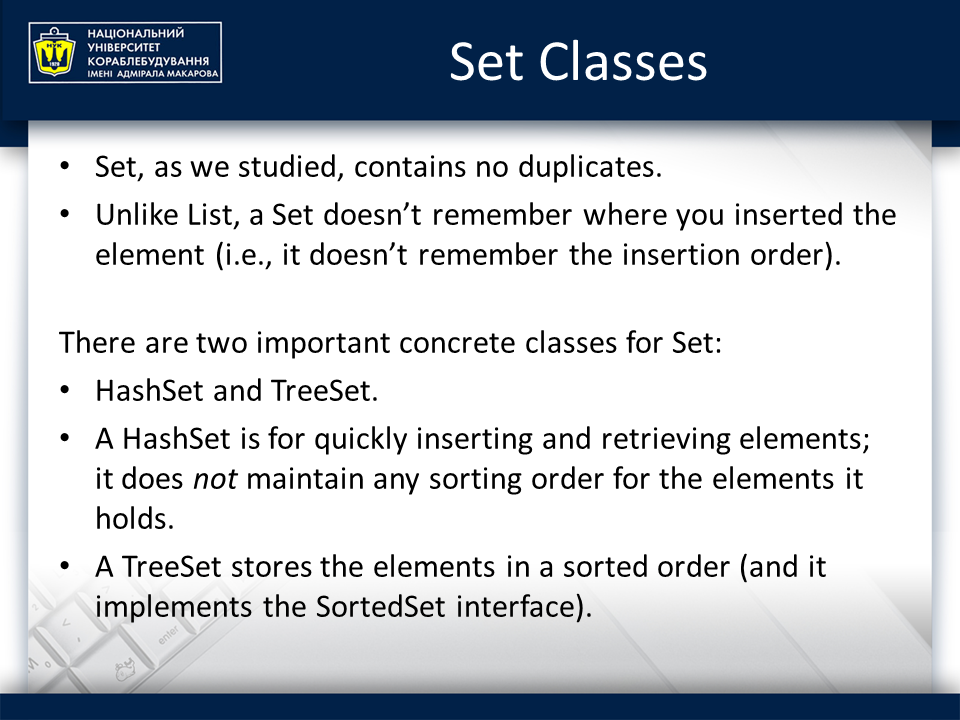 НАЦІОНАЛЬНИЙ
УНІВЕРСИТЕТ
КОРАБЛЕБУДУВАННЯ
ІМЕНІ АДМІРАЛА МАКАРОВА
НУК
1920
Set Classes
• Set, as we studied, contains no duplicates.
• Unlike List, a Set doesn’t remember where you inserted the
element (i.e., it doesn’t remember the insertion order).
There are two important concrete classes for Set:
• HashSet and TreeSet.
• A HashSet is for quickly inserting and retrieving elements;
it does not maintain any sorting order for the elements it
holds.
• A TreeSet stores the elements in a sorted order (and it
implements the SortedSet interface).
enter